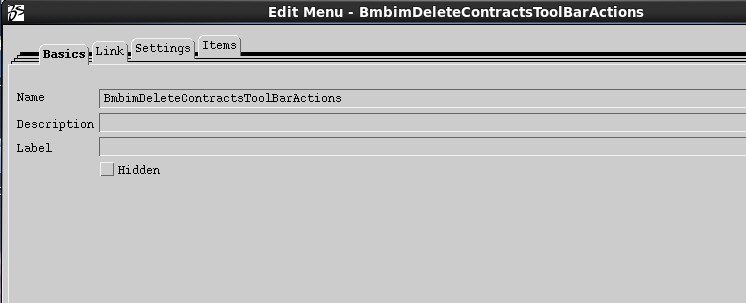 Edit Menu - BmbimDeleteContractsToolBarActions
Basics Link Settings Items
Name BmbimDeleteContractsToolBarActions
Description
Label
Hidden